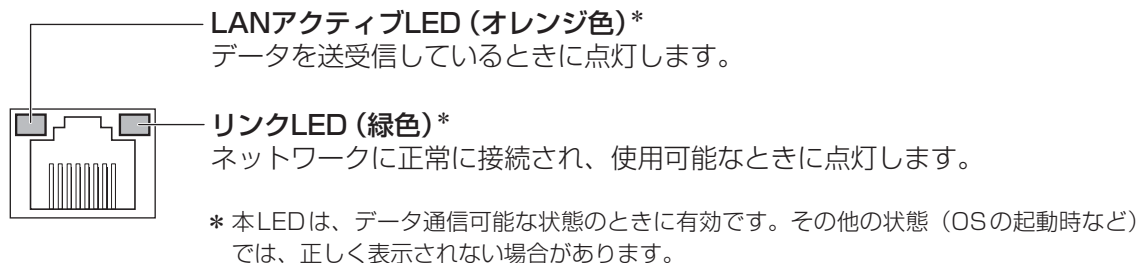 LANアクティブLED（オレンジ色）*
データを送受信しているときに点灯します。
リンクLED（緑色）*
ネットワークに正常に接続され、使用可能なときに点灯します。
* 本LEDは、データ通信可能な状態のときに有効です。その他の状態（OSの起動時など）
では、正しく表示されない場合があります。